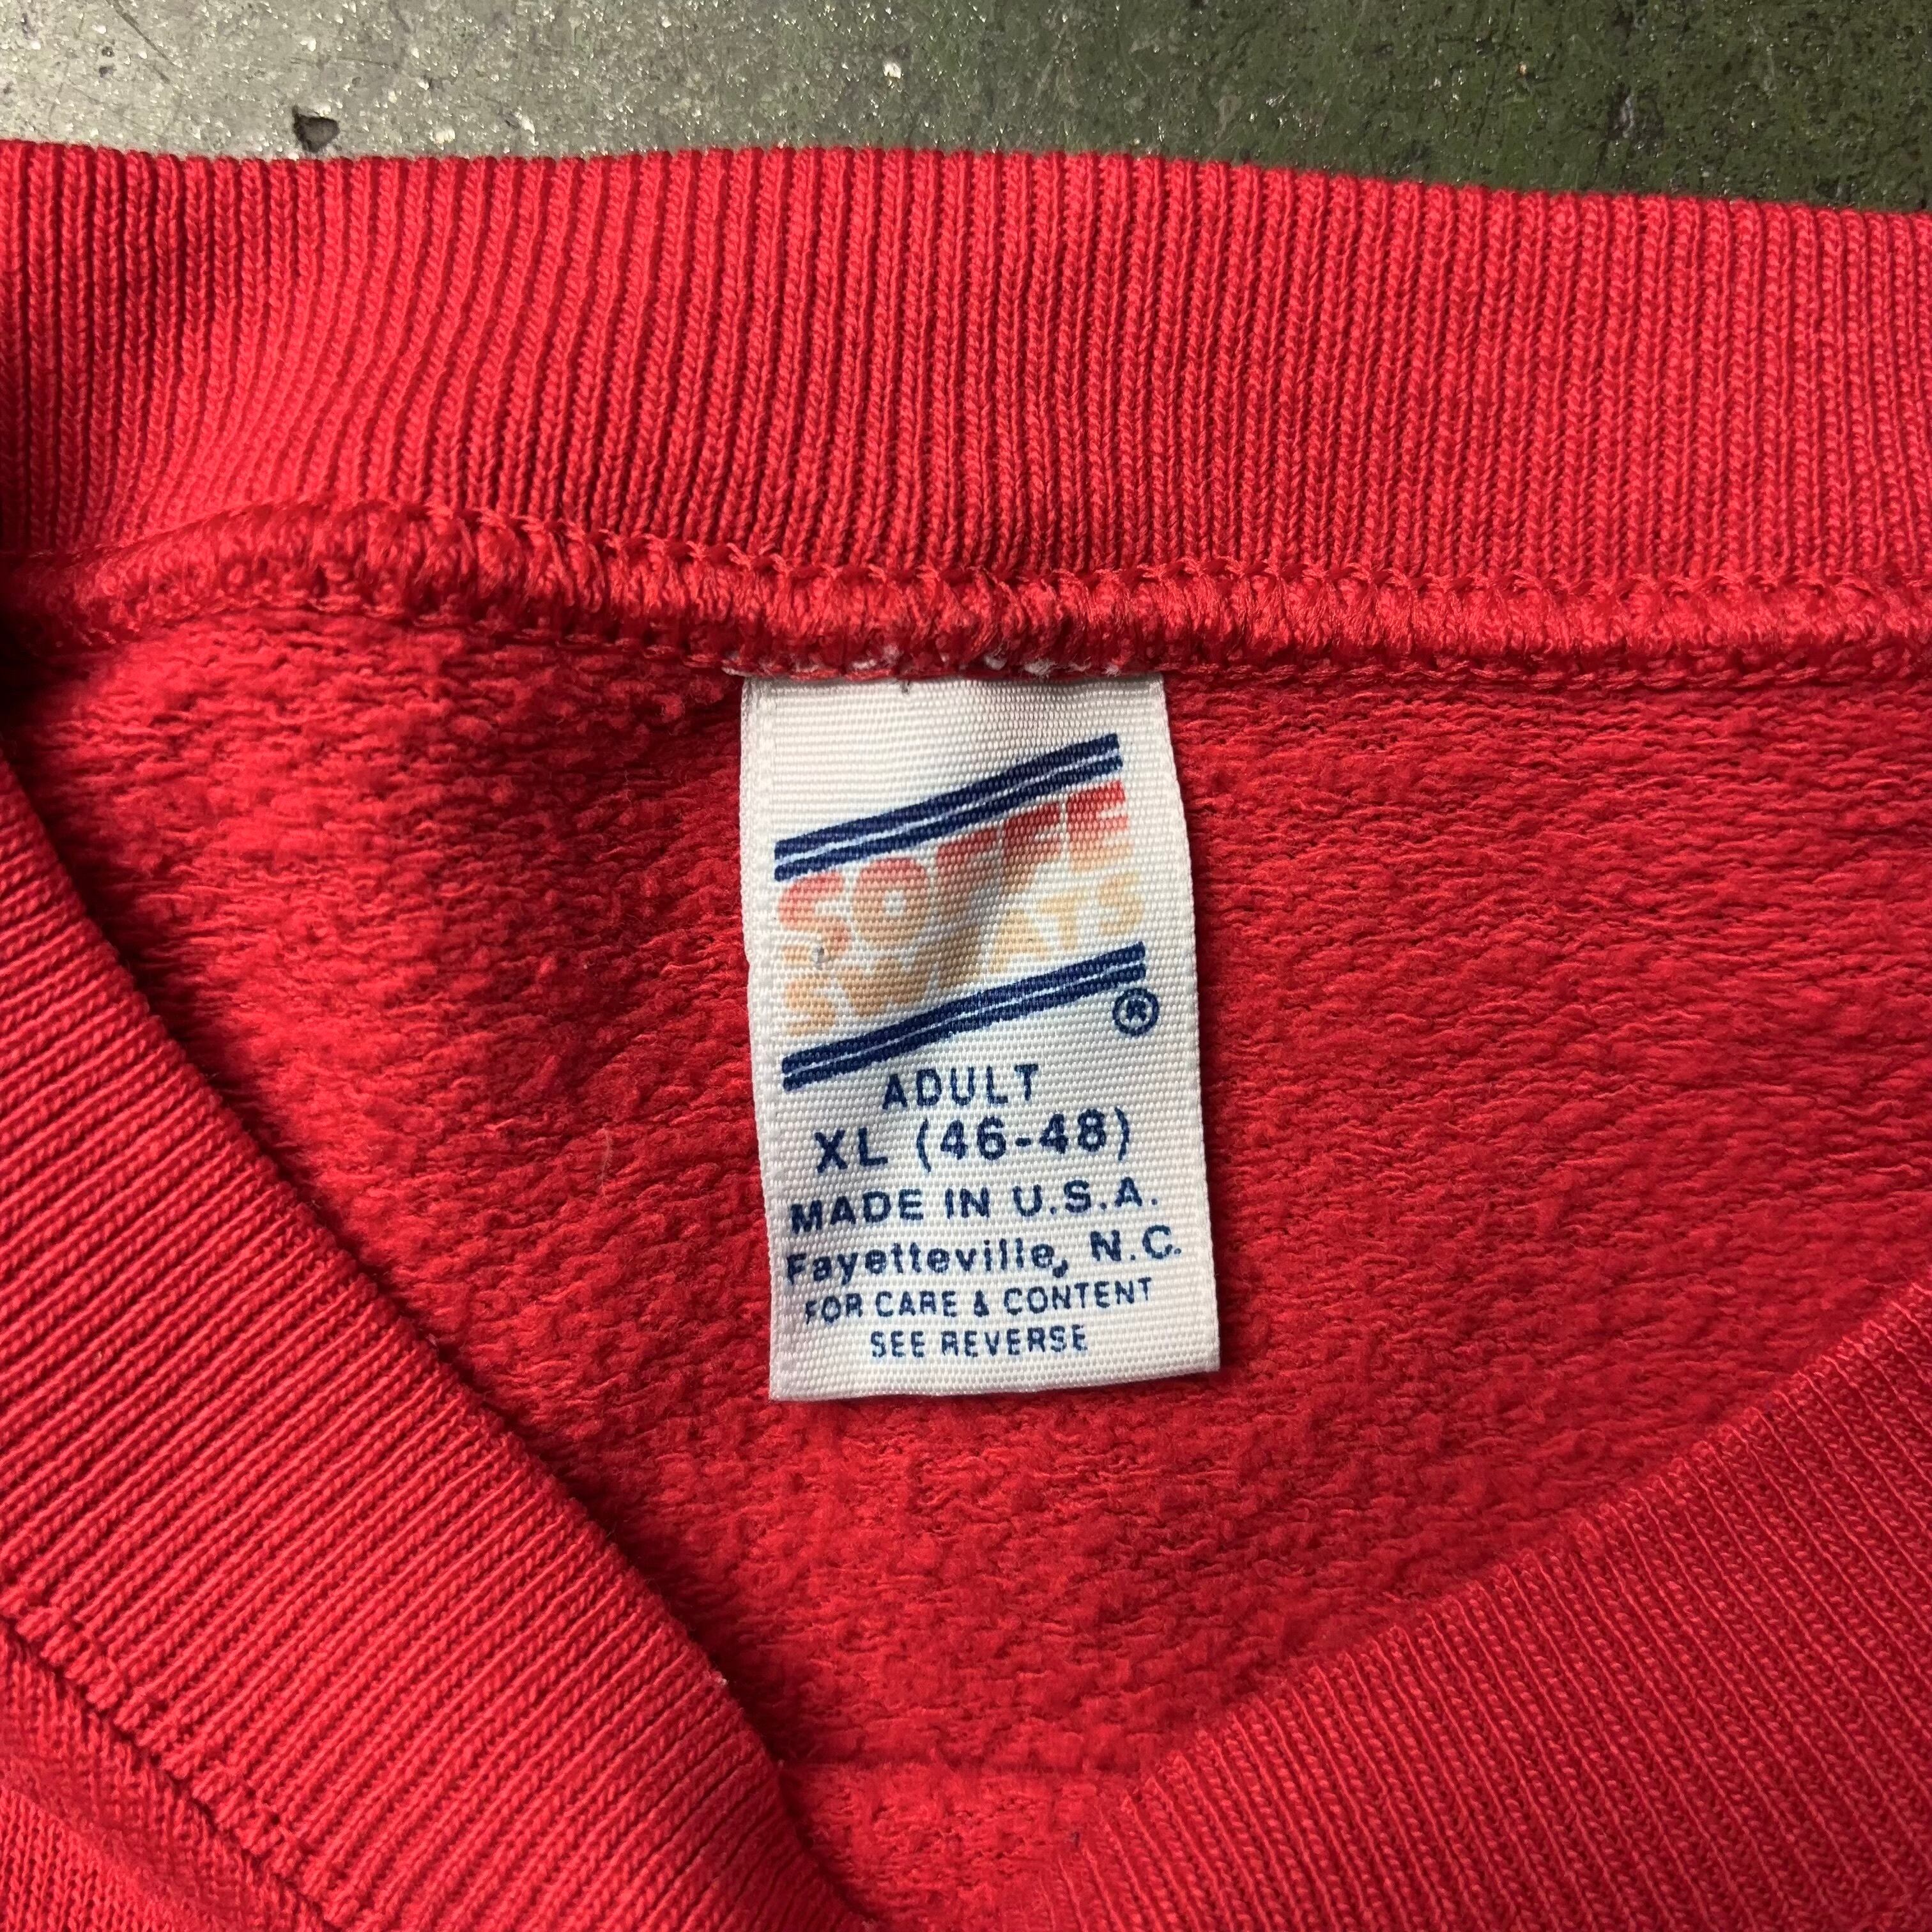 SOFFE
SWEATS
®
ADULT
XL (46-48)
MADE IN U.S.A.
Fayetteville, N.C.
FOR CARE & CONTENT
SEE REVERSE